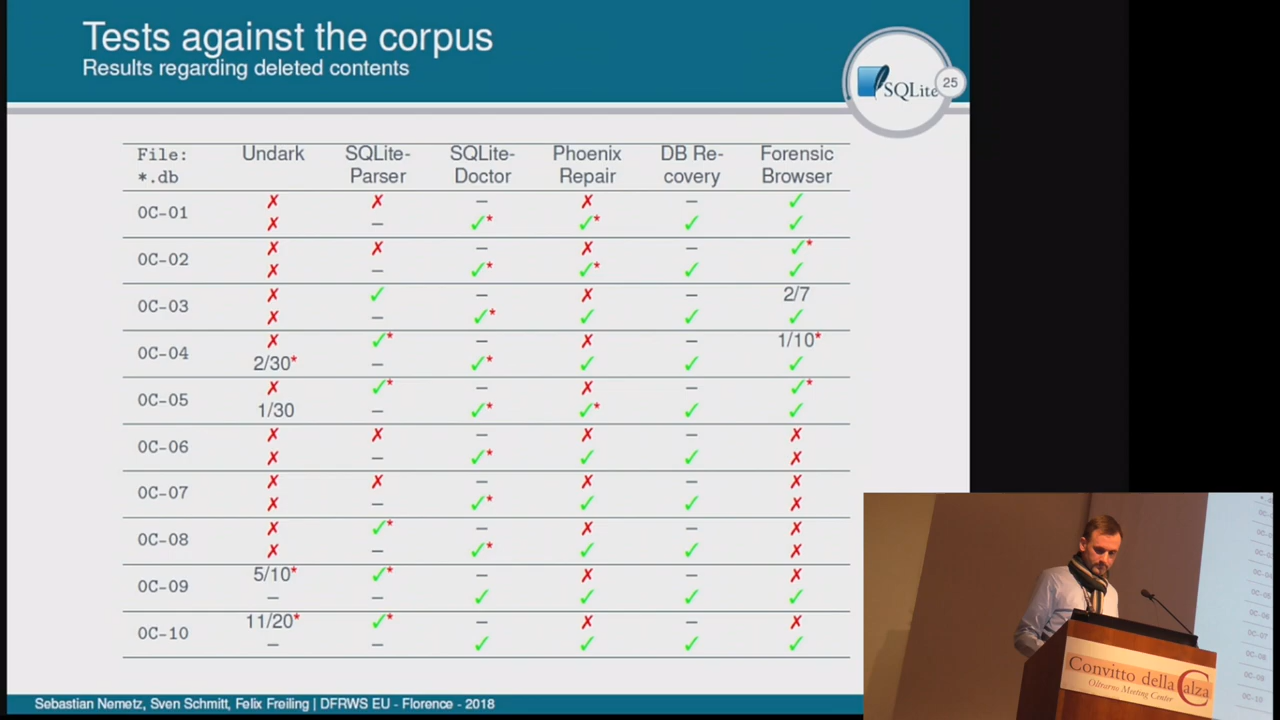 Tests against the corpus
Results regarding deleted contents
SQLite
25
File: Undark SQLite- SQLite- Phoenix DB Re- Forensic
*.db Parser Doctor Repair covery Browser
✗ ✗ – ✗ – ✓
0C-01
✗ – ✓* ✓* ✓ ✓
✗ ✗ – ✗ – ✓*
0C-02
✗ – ✓* ✓* ✓ ✓
✗ ✓ – ✗ – 2/7
0C-03
✗ – ✓* ✓ ✓ ✓
✗ ✓* – ✗ – 1/10*
0C-04
2/30* – ✓* ✓ ✓ ✓
✗ ✓* – ✗ – ✓*
0C-05
1/30 – ✓* ✓* ✓ ✓
✗ ✗ – ✗ – ✗
0C-06
✗ – ✓* ✓ ✓ ✗
✗ ✗ – ✗ – ✗
0C-07
✗ – ✓* ✓ ✓ ✗
✗ ✓* – ✗ – ✗
0C-08
✗ – ✓* ✓ ✓ ✗
5/10* ✓* – ✗ – ✗
0C-09
– – ✓ ✓ ✓ ✓
11/20* ✓* – ✗ – ✗
0C-10
– – ✓ ✓ ✓ ✓
Sebastian Nemetz, Sven Schmitt, Felix Freiling | DFRWS EU - Florence - 2018
Convitto della Calza
Oltrarno Meeting Center